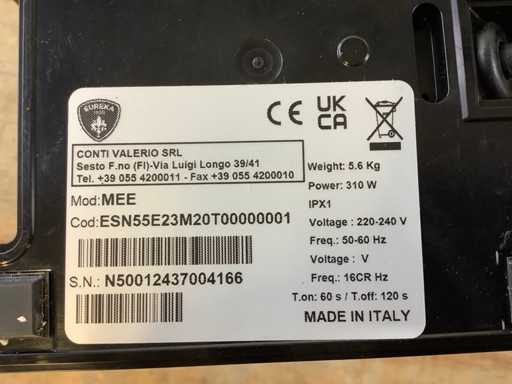 EUREKA
1920
CE UK
CA
CONTI VALERIO SRL
Sesto F.no (FI)-Via Luigi Longo 39/41
Tel. +39 055 4200011 - Fax +39 055 4200010
Mod:MEE
Cod:ESN55E23M20T00000001
S.N.: N50012437004166
Weight: 5.6 Kg
Power: 310 W
IPX1
Voltage : 220-240 V
Freq.: 50-60 Hz
Voltage : V
Freq.: 16CR Hz
T.on: 60 s / T.off: 120 s
MADE IN ITALY